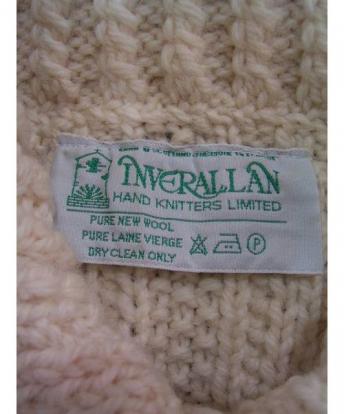 INVERALLAN
HAND KNITTERS LIMITED
PURE NEW WOOL
PURE LAINE VIERGE
DRY CLEAN ONLY
P